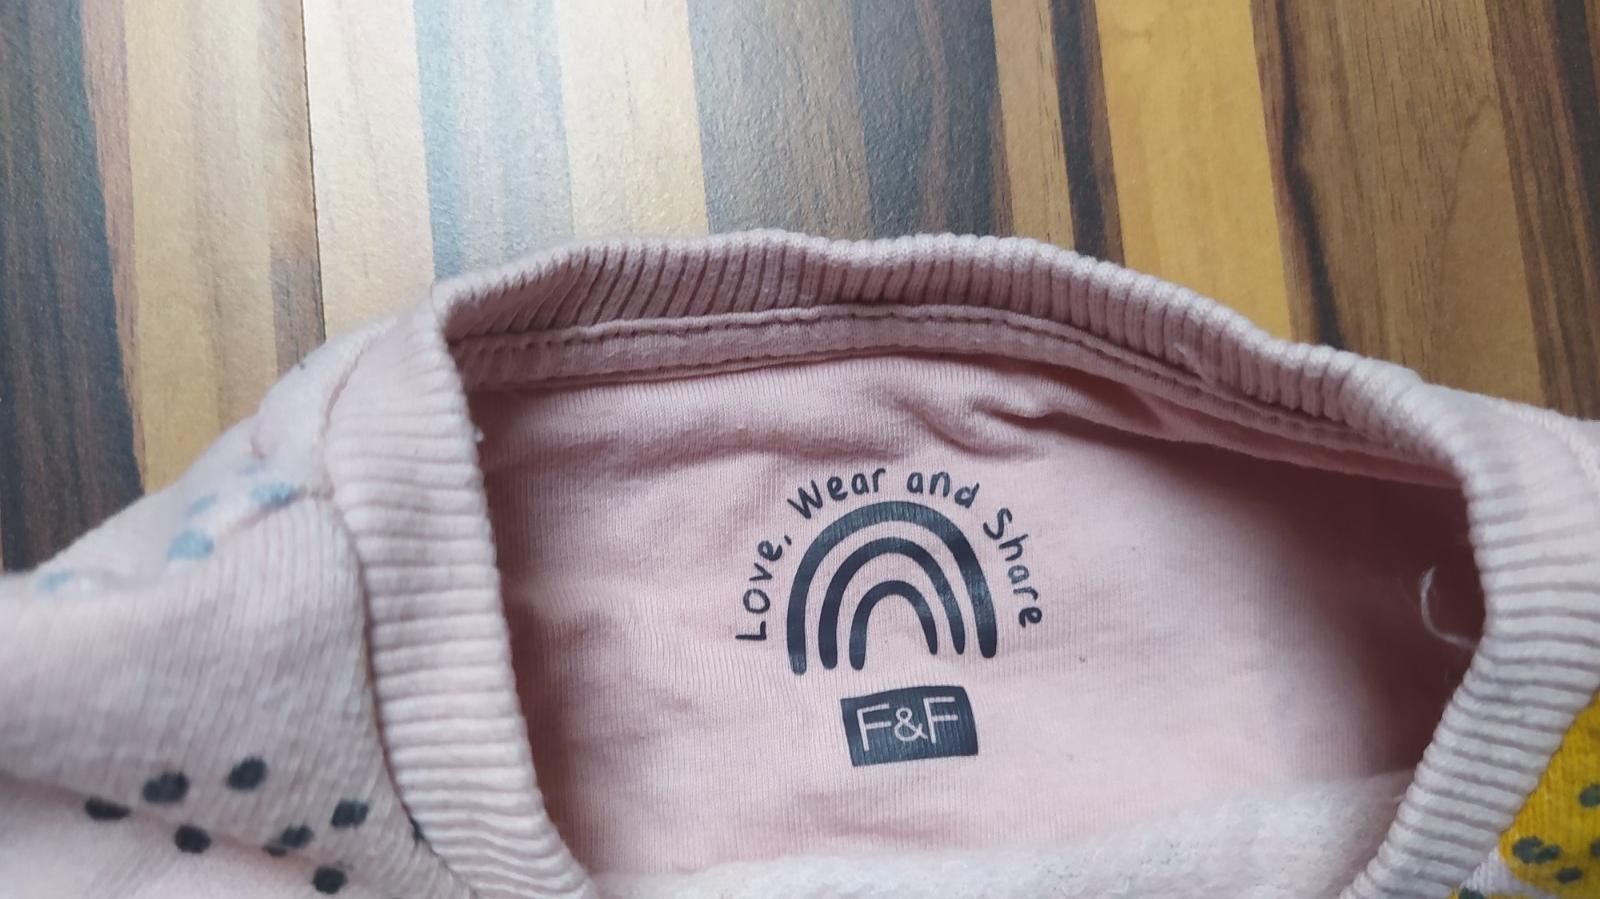 Love, Wear and Share
F&F